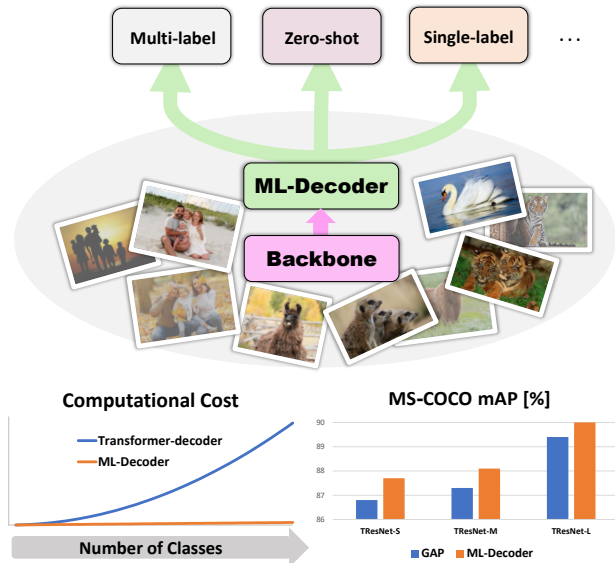 Multi-label
Zero-shot
Single-label
...
ML-Decoder
Backbone
Computational Cost
Transformer-decoder
ML-Decoder
Number of Classes
MS-COCO mAP [%]
90
89
88
87
86
TResNet-S
TResNet-M
TResNet-L
GAP
ML-Decoder